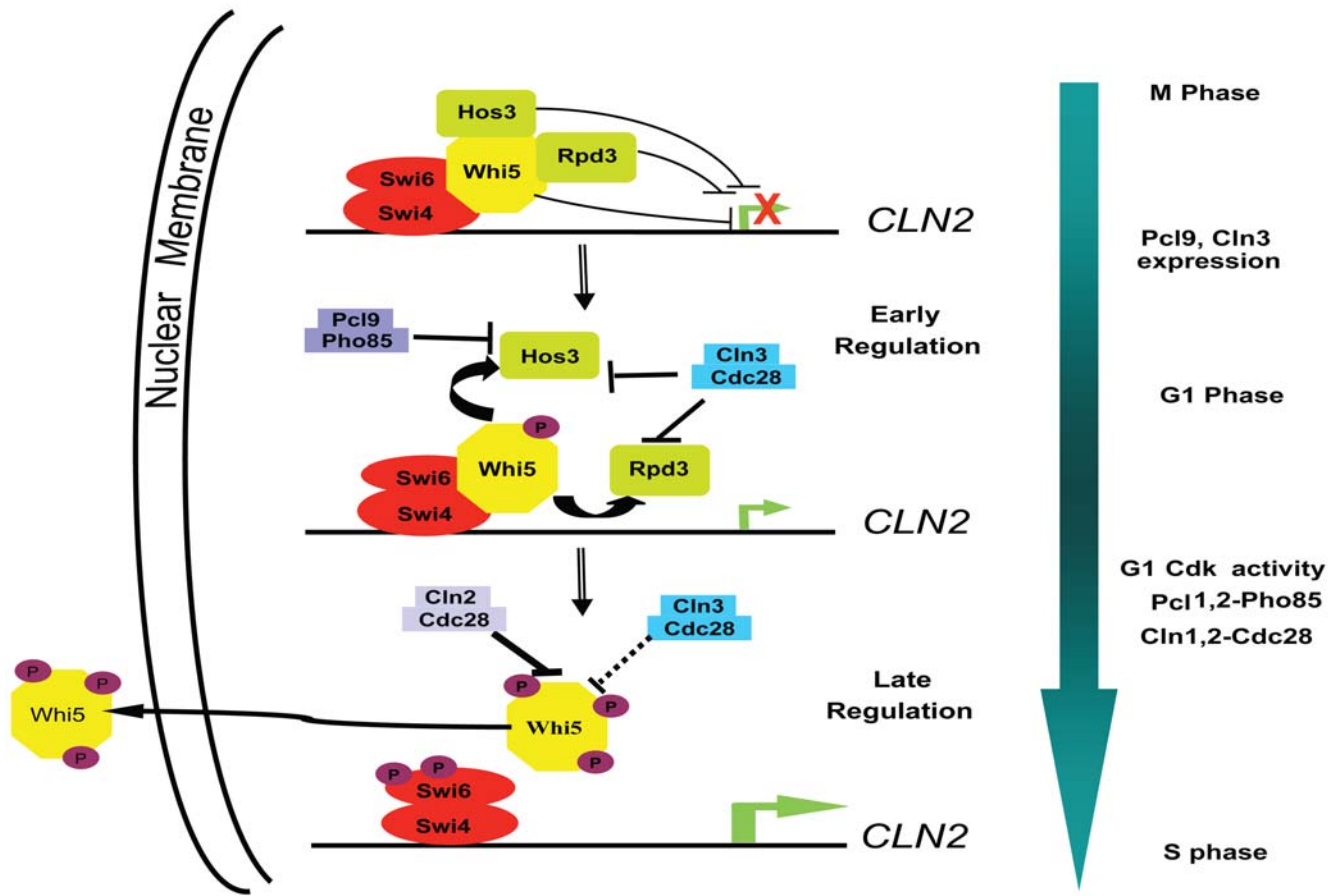 Nuclear Membrane
Hos3
Rpd3
Whi5
Swi6
Swi4
X
CLN2
Pcl9
Pho85
Hos3
Cln3
Cdc28
Early
Regulation
P
Whi5
Rpd3
Swi6
Swi4
CLN2
Cln2
Cdc28
Cln3
Cdc28
Late
Regulation
P
P
P
Whi5
P
P
P
Whi5
P
P
Swi6
Swi4
CLN2
M Phase
Pcl9, Cln3
expression
G1 Phase
G1 Cdk activity
Pcl1,2-Pho85
Cln1,2-Cdc28
S phase